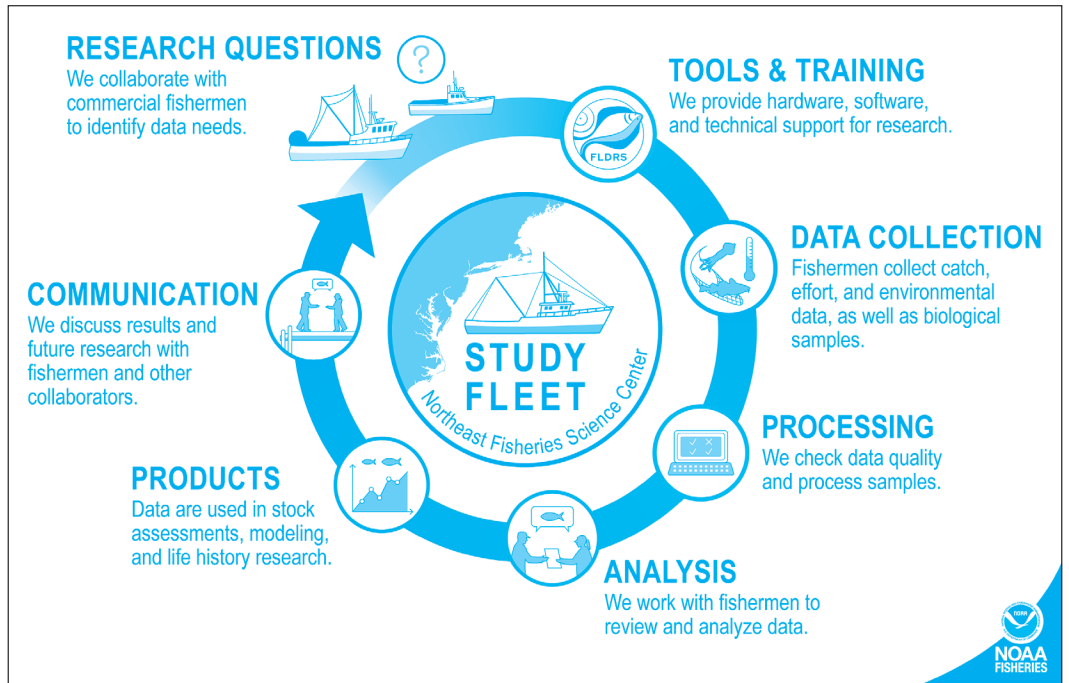 RESEARCH QUESTIONS
We collaborate with
commercial fishermen
to identify data needs.
?
TOOLS & TRAINING
We provide hardware, software,
and technical support for research.
FLDRS
DATA COLLECTION
Fishermen collect catch,
effort, and environmental
data, as well as biological
samples.
PROCESSING
We check data quality
and process samples.
ANALYSIS
We work with fishermen to
review and analyze data.
PRODUCTS
Data are used in stock
assessments, modeling,
and life history research.
COMMUNICATION
We discuss results and
future research with
fishermen and other
collaborators.
STUDY
FLEET
Northeast Fisheries Science Center
NOAA
NOAA
FISHERIES